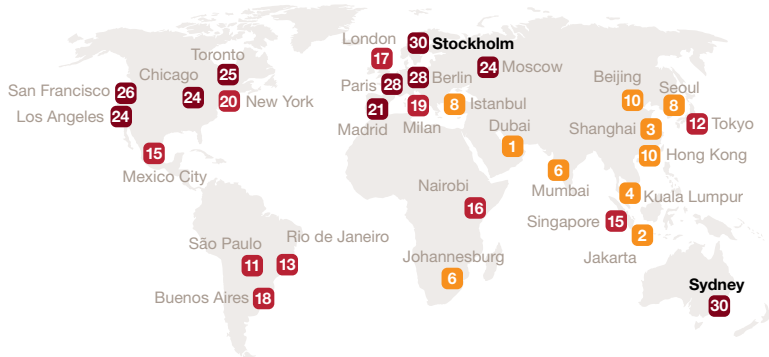 London
30 Stockholm
17
Toronto
25
Chicago
24
San Francisco 26
Los Angeles 24
20 New York
Paris 28
28 Berlin
24 Moscow
21
Madrid
19
Milan
8 Istanbul
Dubai
1
Beijing
10
Seoul
8
Shanghai 3
12 Tokyo
10 Hong Kong
15
Mexico City
6
Mumbai
4 Kuala Lumpur
Nairobi
16
Singapore 15
2
Jakarta
São Paulo
11
Rio de Janeiro
13
Buenos Aires 18
Johannesburg
6
Sydney
30